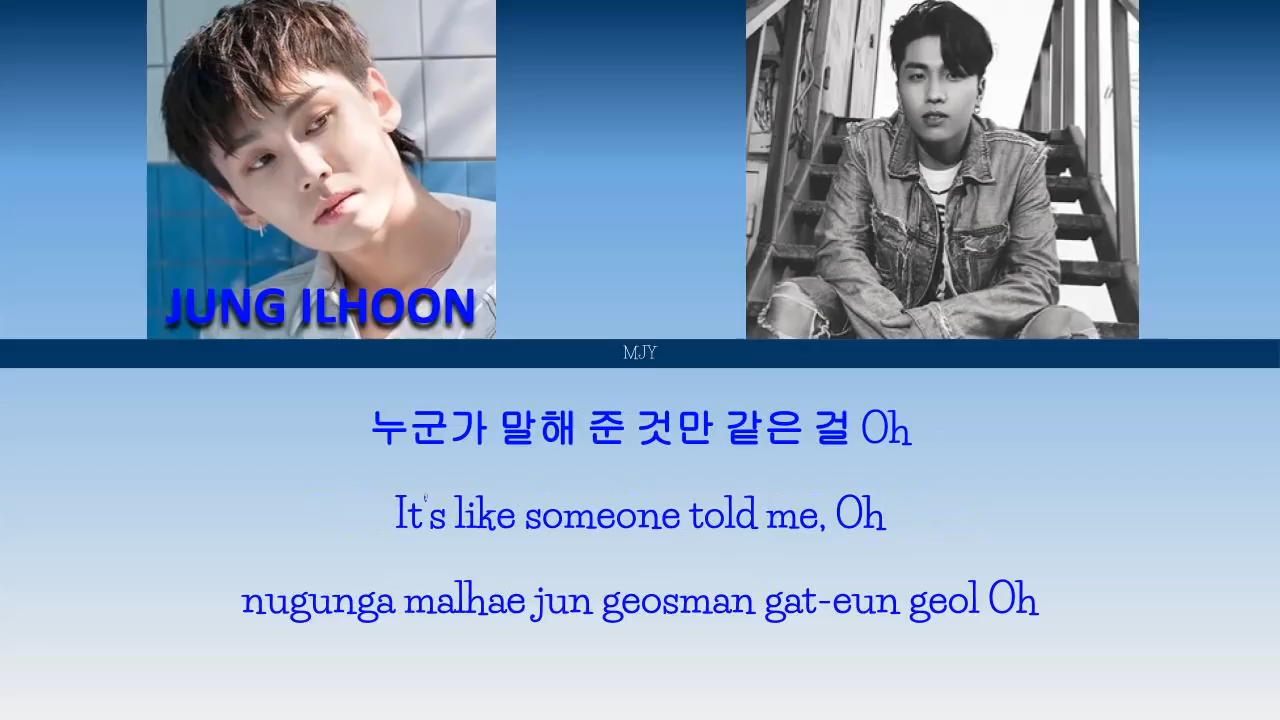 JUNG ILHOON
MJY
누군가 말해 준 것만 같은 걸 Oh
It's like someone told me, Oh
nugunga malhae jun geosman gat-eun geol Oh